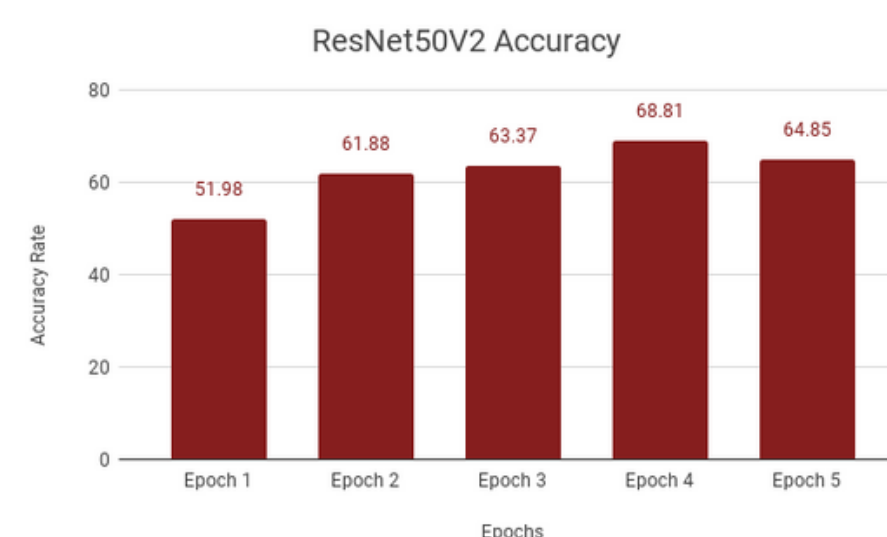 ResNet50V2 Accuracy
80
60
40
20
0
Accuracy Rate
51.98
61.88
63.37
68.81
64.85
Epoch 1
Epoch 2
Epoch 3
Epoch 4
Epoch 5
Epochs